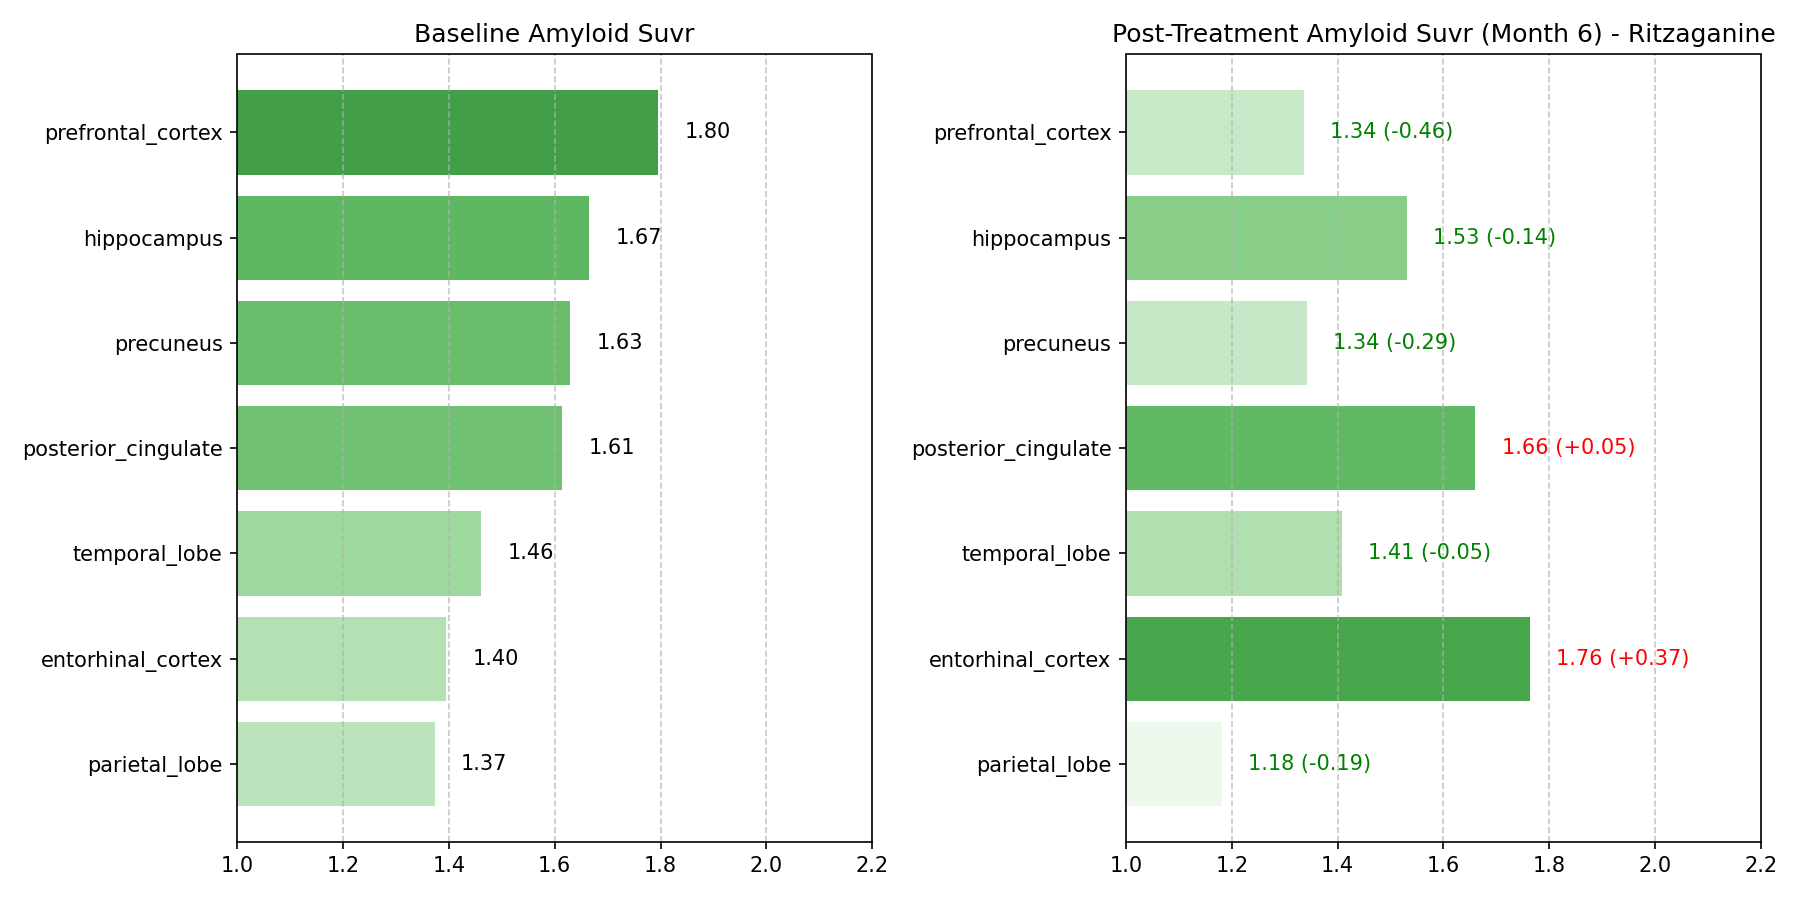 Baseline Amyloid Suvr
prefrontal_cortex 1.80
hippocampus 1.67
precuneus 1.63
posterior_cingulate 1.61
temporal_lobe 1.46
entorhinal_cortex 1.40
parietal_lobe 1.37
1.0 1.2 1.4 1.6 1.8 2.0 2.2
Post-Treatment Amyloid Suvr (Month 6) - Ritzaganine
prefrontal_cortex 1.34 (-0.46)
hippocampus 1.53 (-0.14)
precuneus 1.34 (-0.29)
posterior_cingulate 1.66 (+0.05)
temporal_lobe 1.41 (-0.05)
entorhinal_cortex 1.76 (+0.37)
parietal_lobe 1.18 (-0.19)
1.0 1.2 1.4 1.6 1.8 2.0 2.2